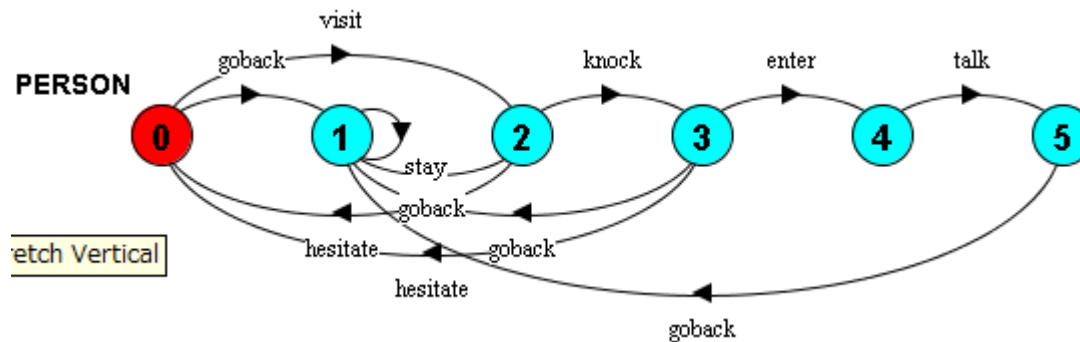 visit
goback
knock
enter
talk
PERSON
0
1
2
3
4
5
stay
goback
hesitate
goback
retch Vertical
hesitate
goback